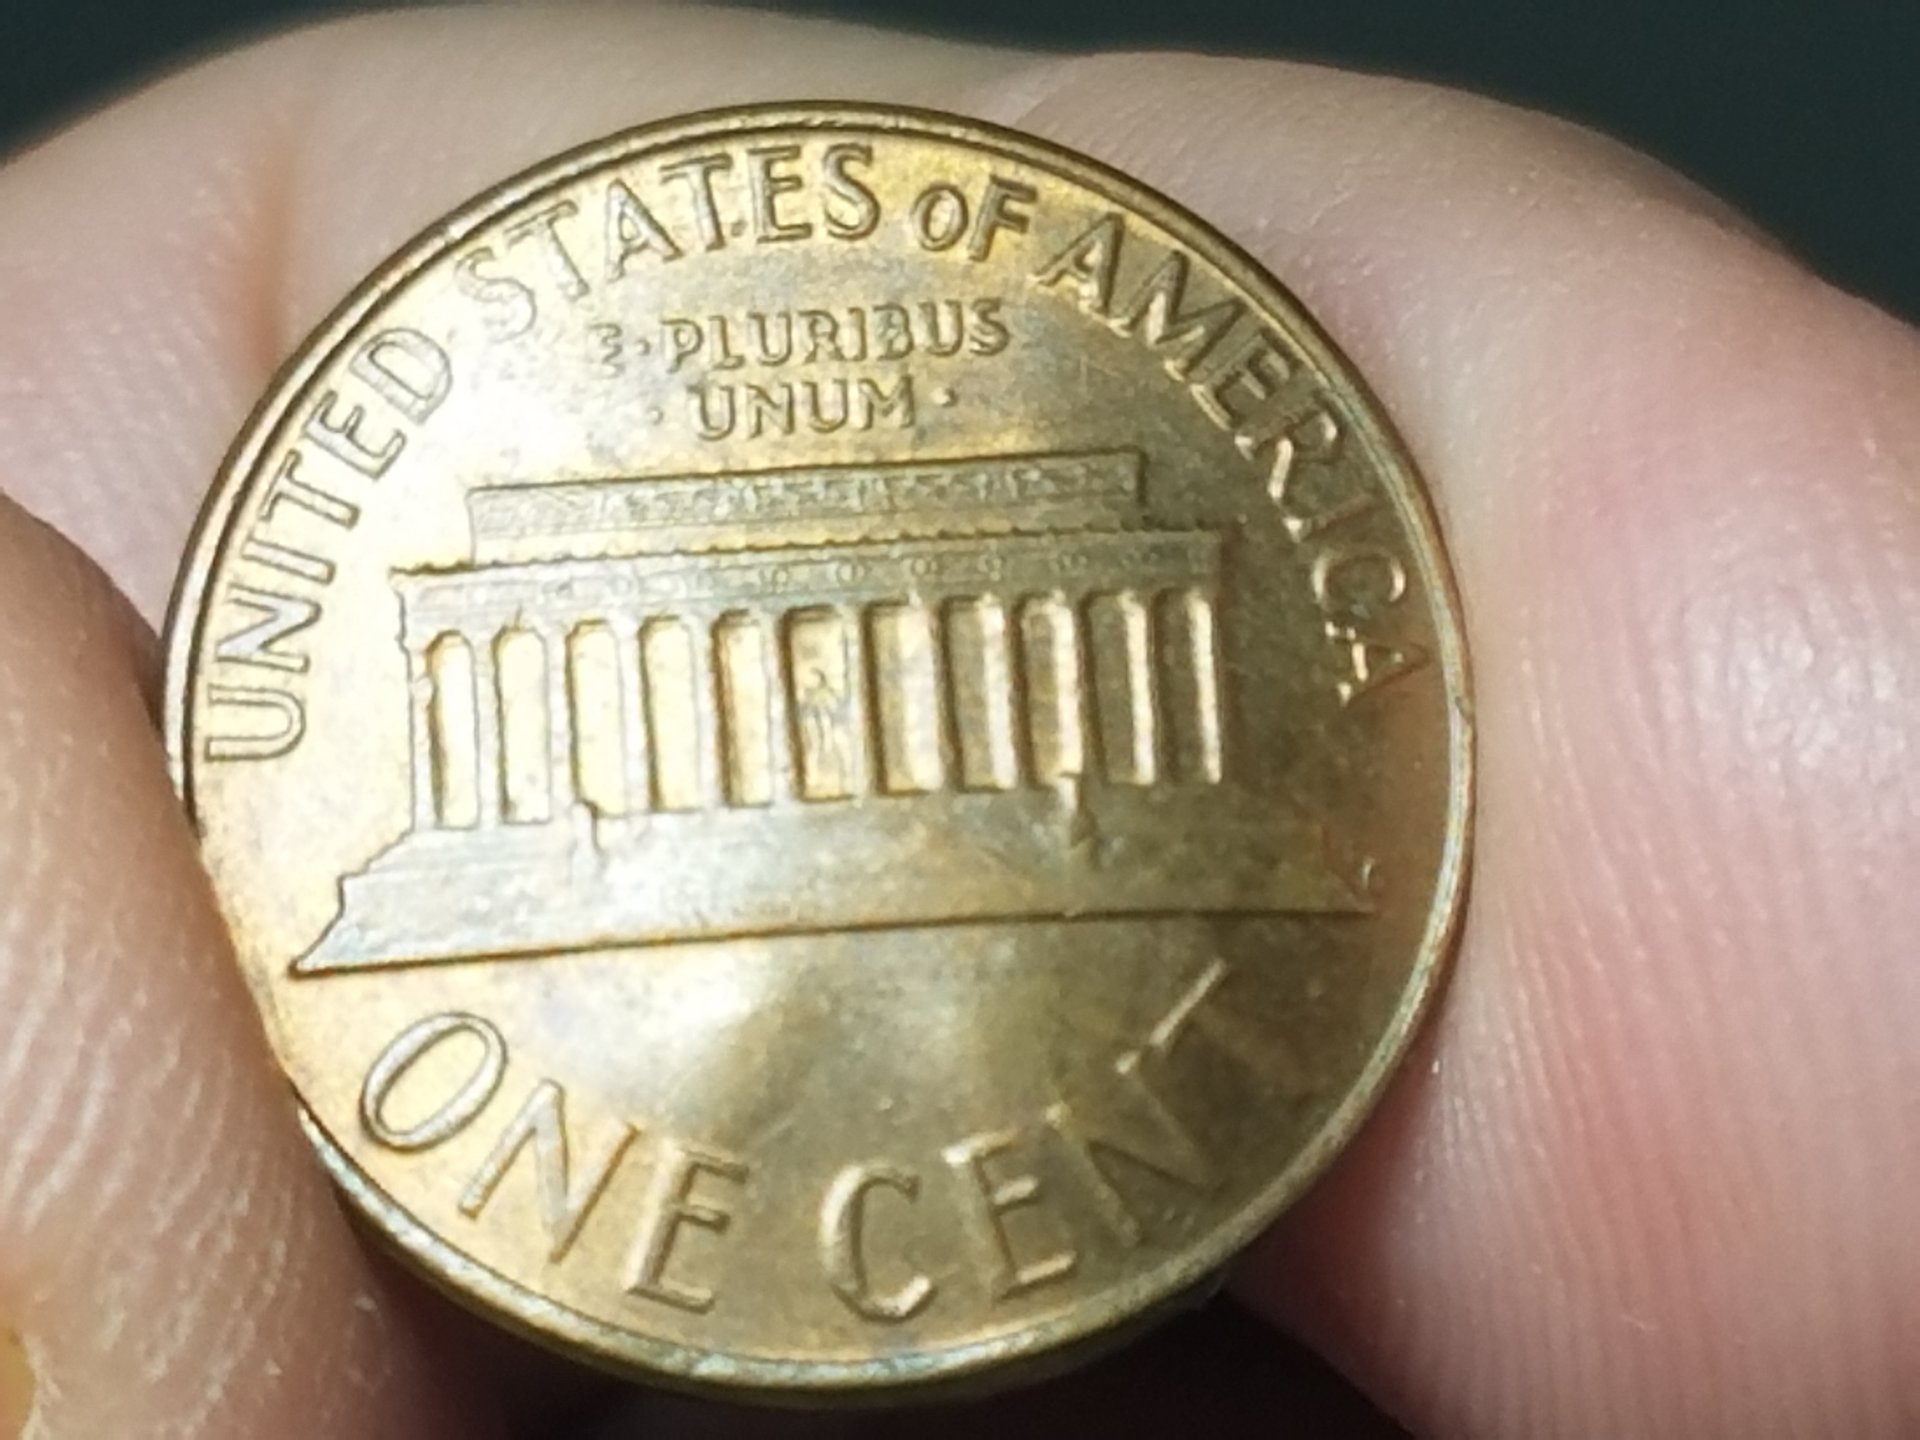 UNITED STATES OF AMERICA
E·PLURIBUS
·UNUM·
ONE CENT